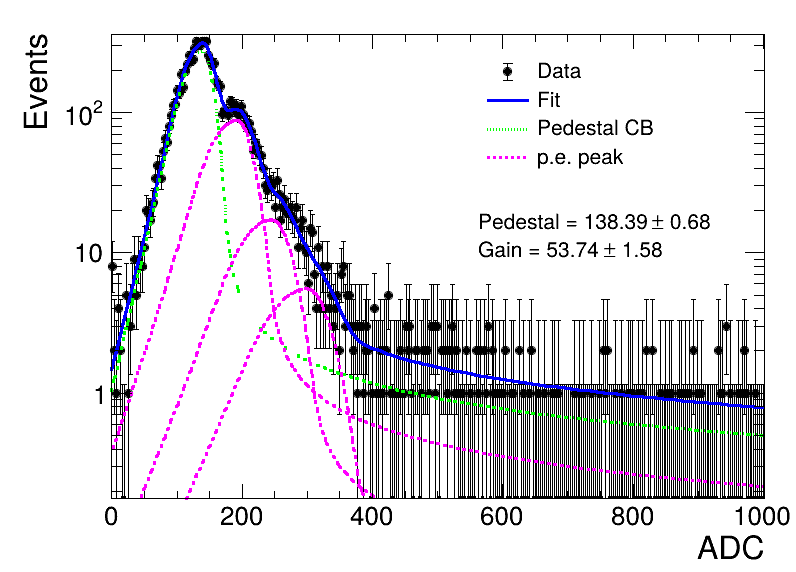 Events
10²
10
1
Data
Fit
Pedestal CB
p.e. peak
Pedestal = 138.39 ± 0.68
Gain = 53.74 ± 1.58
0 200 400 600 800 1000
ADC